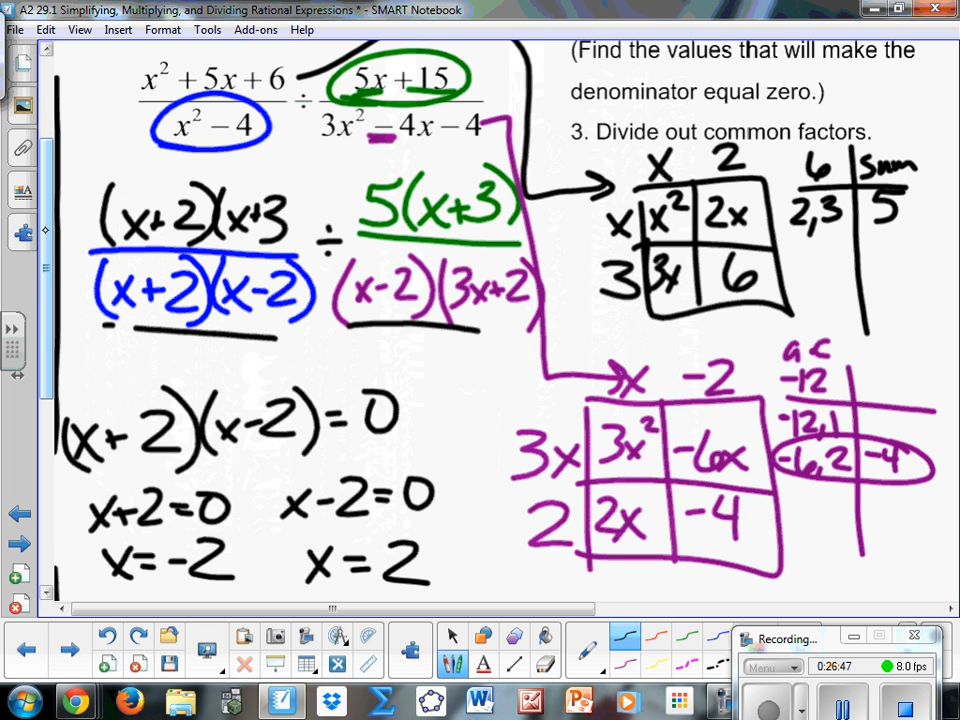 A2 29.1 Simplifying, Multiplying, and Dividing Rational Expressions * - SMART Notebook
File Edit View Insert Format Tools Add-ons Help
(Find the values that will make the
denominator equal zero.)
3. Divide out common factors.
x² + 5x + 6 ÷ 5x + 15
x² − 4 3x² − 4x − 4
(x+2)(x+3 ÷ 5(x+3)
(x+2)(x-2) (x-2)(3x+2)
x 2
x x² 2x
3 3x 6
6 Sum
2,3 5
(x+2)(x-2)=0
x+2=0 x-2=0
x=-2 x=2
x -2
3x 3x² -6x
2 2x -4
ac
-12
-12,1
-6,2 -4
Recording...
Menu 0:26:47 8.0 fps